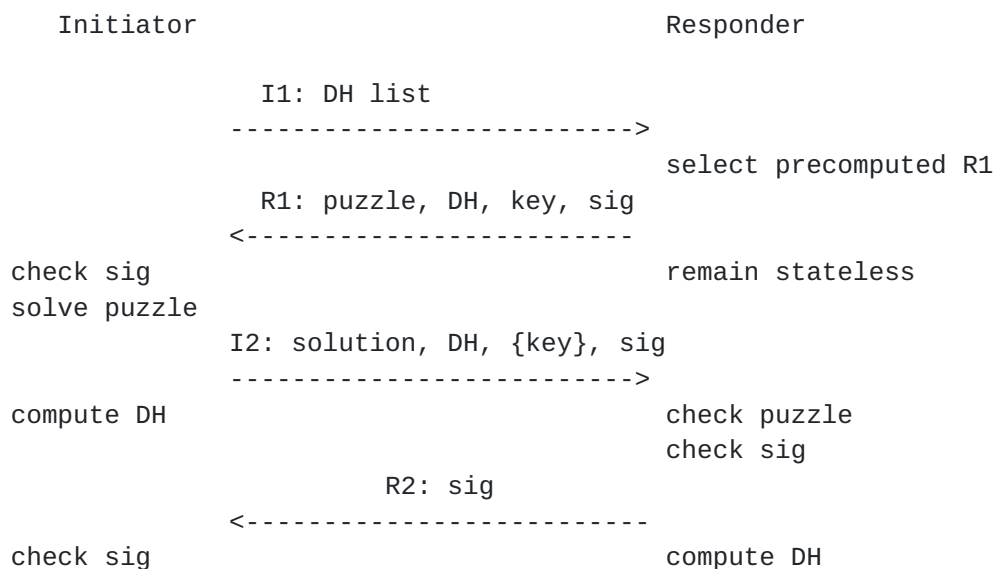 Initiator Responder
I1: DH list
-------------------------->
select precomputed R1
R1: puzzle, DH, key, sig
<-------------------------
check sig remain stateless
solve puzzle
I2: solution, DH, {key}, sig
-------------------------->
compute DH check puzzle
check sig
R2: sig
<--------------------------
check sig compute DH